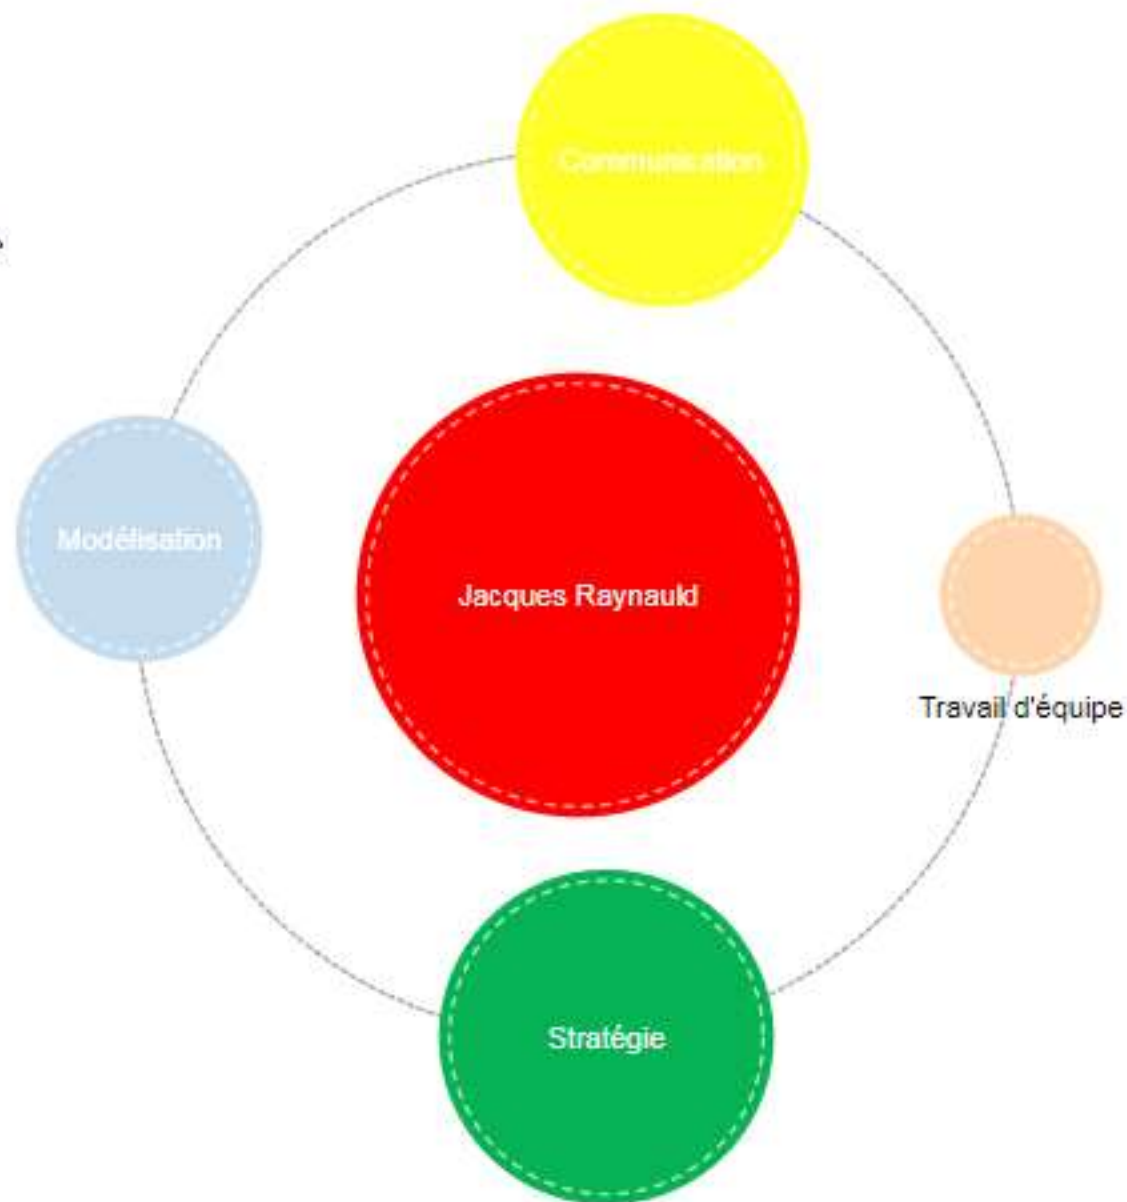 Communication
Modélisation
Jacques Raynauld
Travail d'équipe
Stratégie